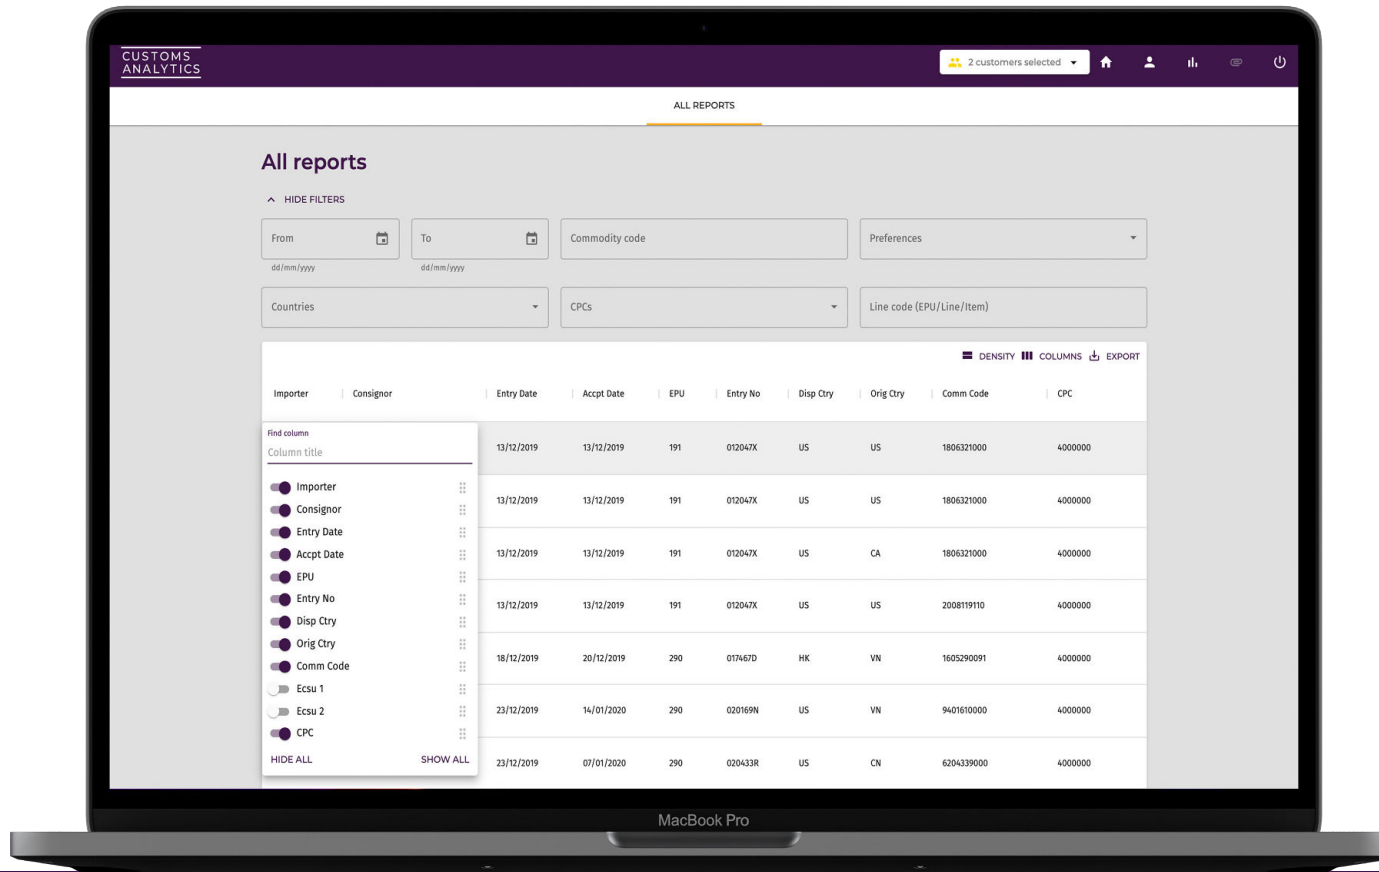 CUSTOMS
ANALYTICS
2 customers selected
ALL REPORTS
All reports
HIDE FILTERS
From
To
Commodity code
Preferences
dd/mm/yyyy
dd/mm/yyyy
Countries
CPCs
Line code (EPU/Line/Item)
DENSITY COLUMNS EXPORT
Importer Consignor Entry Date Accpt Date EPU Entry No Disp Ctry Orig Ctry Comm Code CPC
Find column
Column title
Importer
Consignor
Entry Date
Accpt Date
EPU
Entry No
Disp Ctry
Orig Ctry
Comm Code
Ecsu 1
Ecsu 2
CPC
HIDE ALL SHOW ALL
13/12/2019 13/12/2019 191 012047X US US 1806321000 4000000
13/12/2019 13/12/2019 191 012047X US US 1806321000 4000000
13/12/2019 13/12/2019 191 012047X US CA 1806321000 4000000
13/12/2019 13/12/2019 191 012047X US US 2008119110 4000000
18/12/2019 20/12/2019 290 017467D HK VN 1605290091 4000000
23/12/2019 14/01/2020 290 020169N US VN 9401610000 4000000
23/12/2019 07/01/2020 290 020433R US CN 6204339000 4000000
MacBook Pro